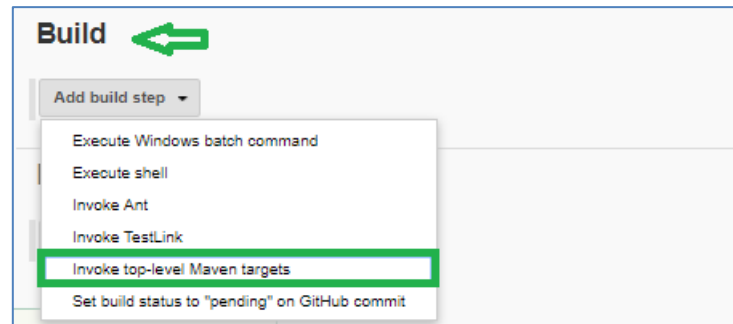 Build
Add build step
Execute Windows batch command
Execute shell
Invoke Ant
Invoke TestLink
Invoke top-level Maven targets
Set build status to "pending" on GitHub commit